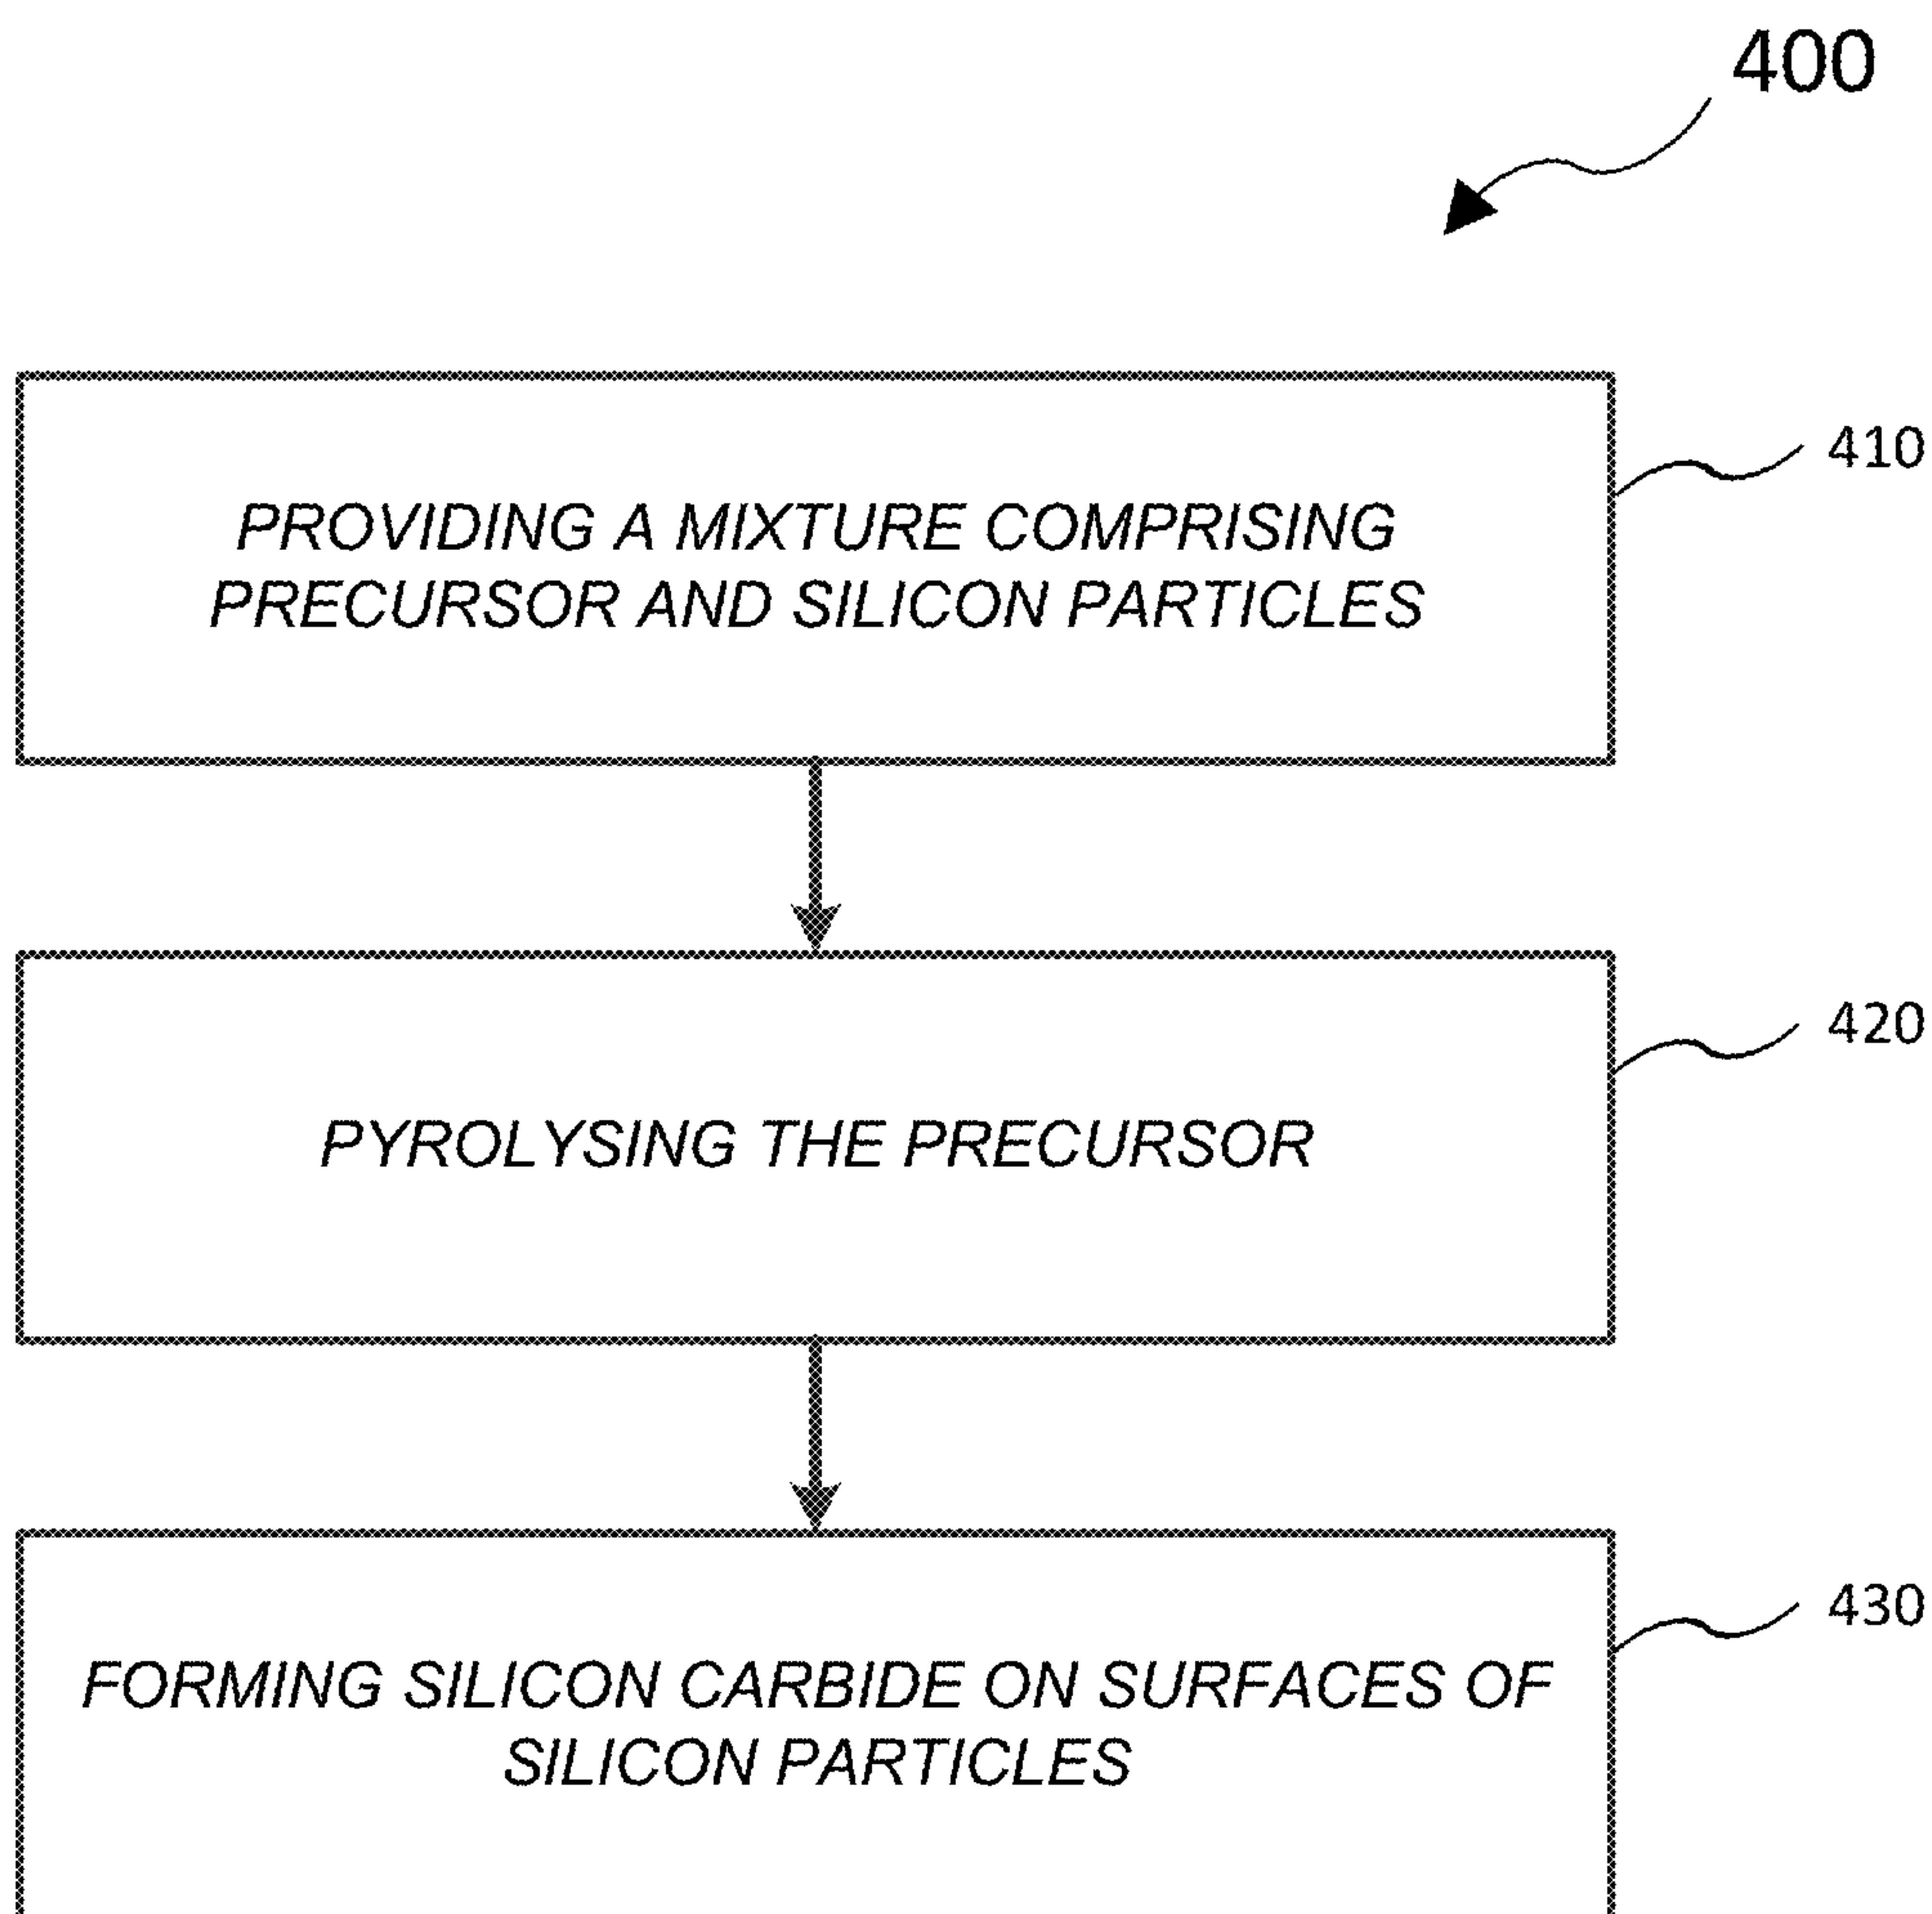 400
410
PROVIDING A MIXTURE COMPRISING
PRECURSOR AND SILICON PARTICLES
420
PYROLYSING THE PRECURSOR
430
FORMING SILICON CARBIDE ON SURFACES OF
SILICON PARTICLES